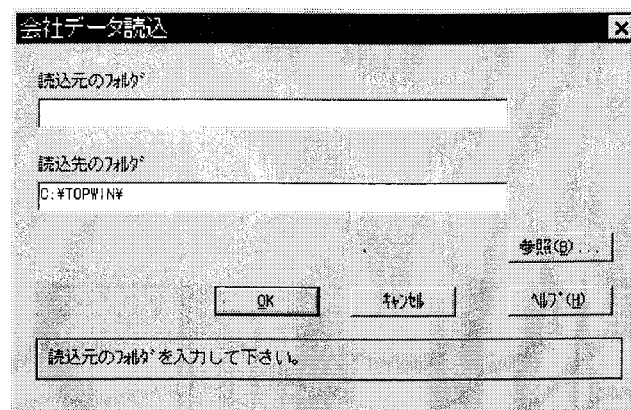 会社データ読込
読込元のﾌｫﾙﾀﾞ
読込先のﾌｫﾙﾀﾞ
C:¥TOPWIN¥
参照(B)...
OK
ｷｬﾝｾﾙ
ﾍﾙﾌﾟ(H)
読込元のﾌｫﾙﾀﾞを入力して下さい。